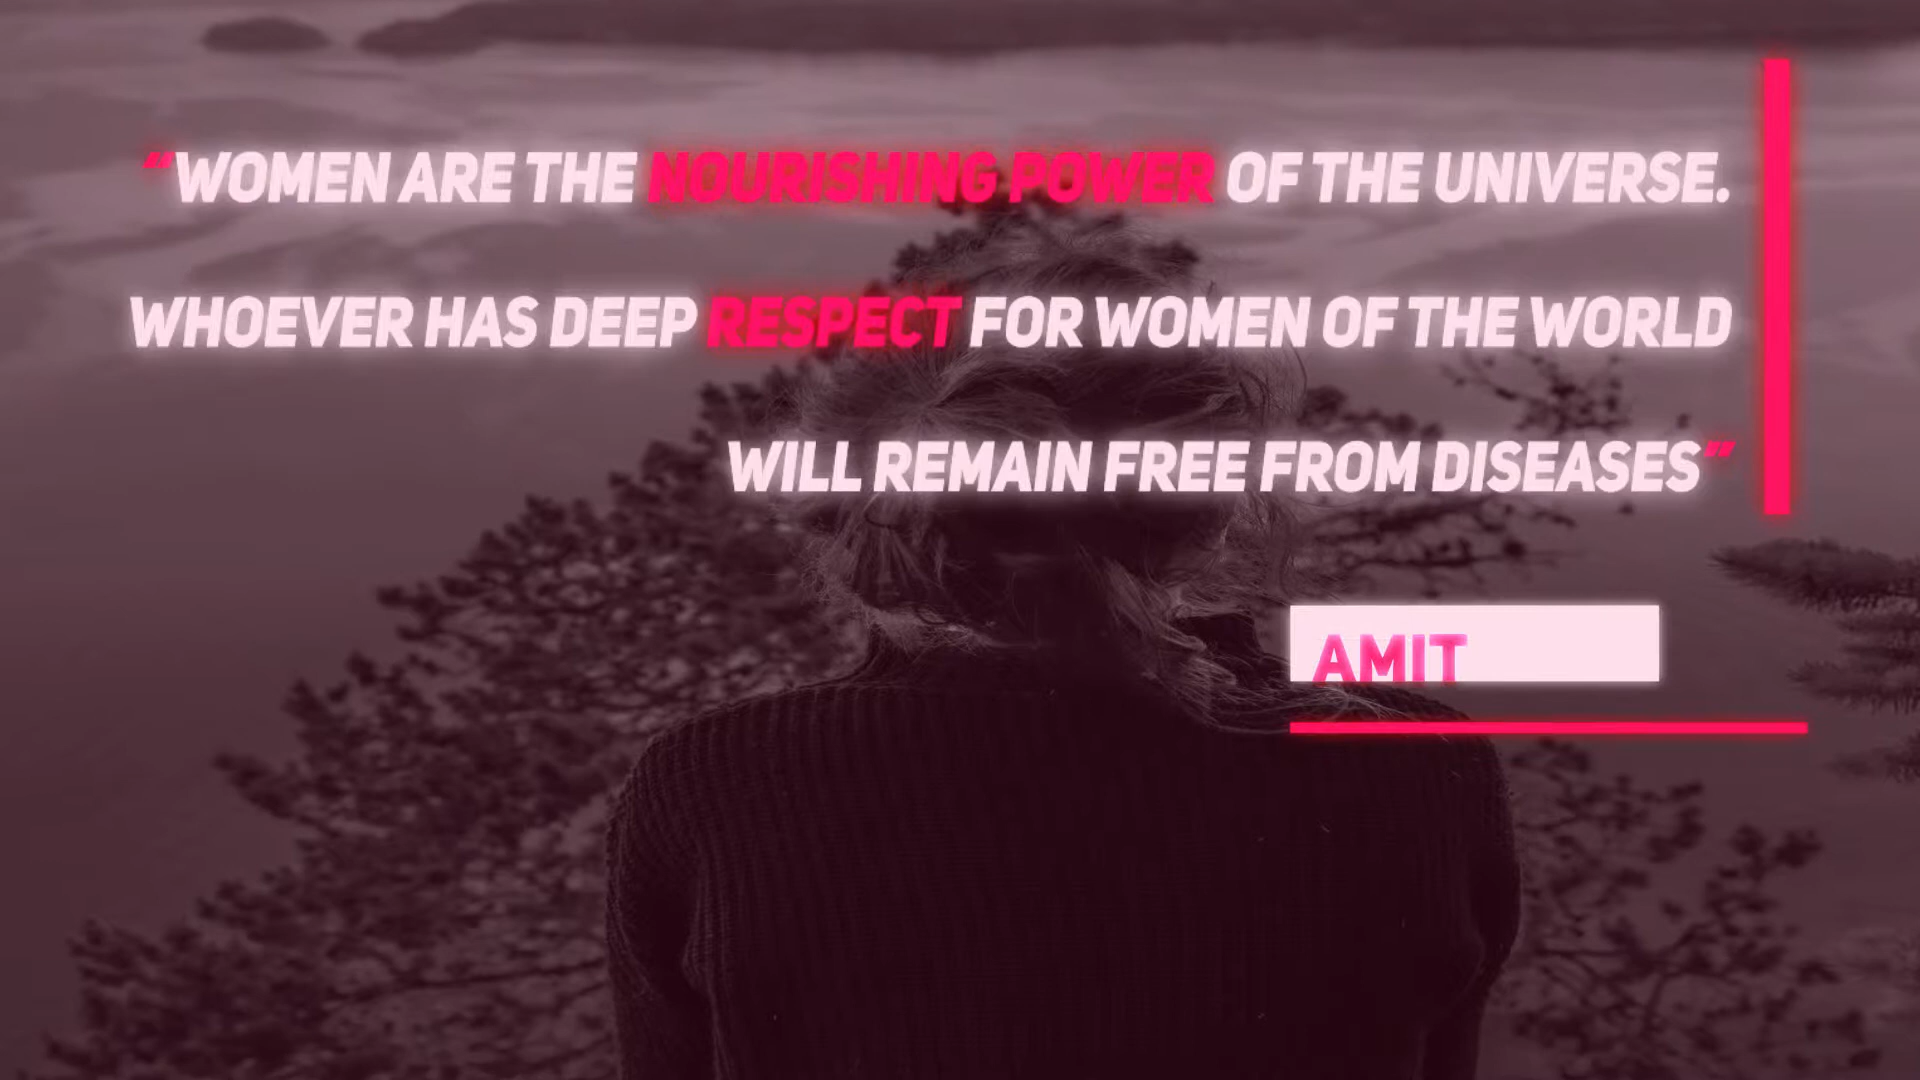 "WOMEN ARE THE NOURISHING POWER OF THE UNIVERSE.
WHOEVER HAS DEEP RESPECT FOR WOMEN OF THE WORLD
WILL REMAIN FREE FROM DISEASES"
AMIT